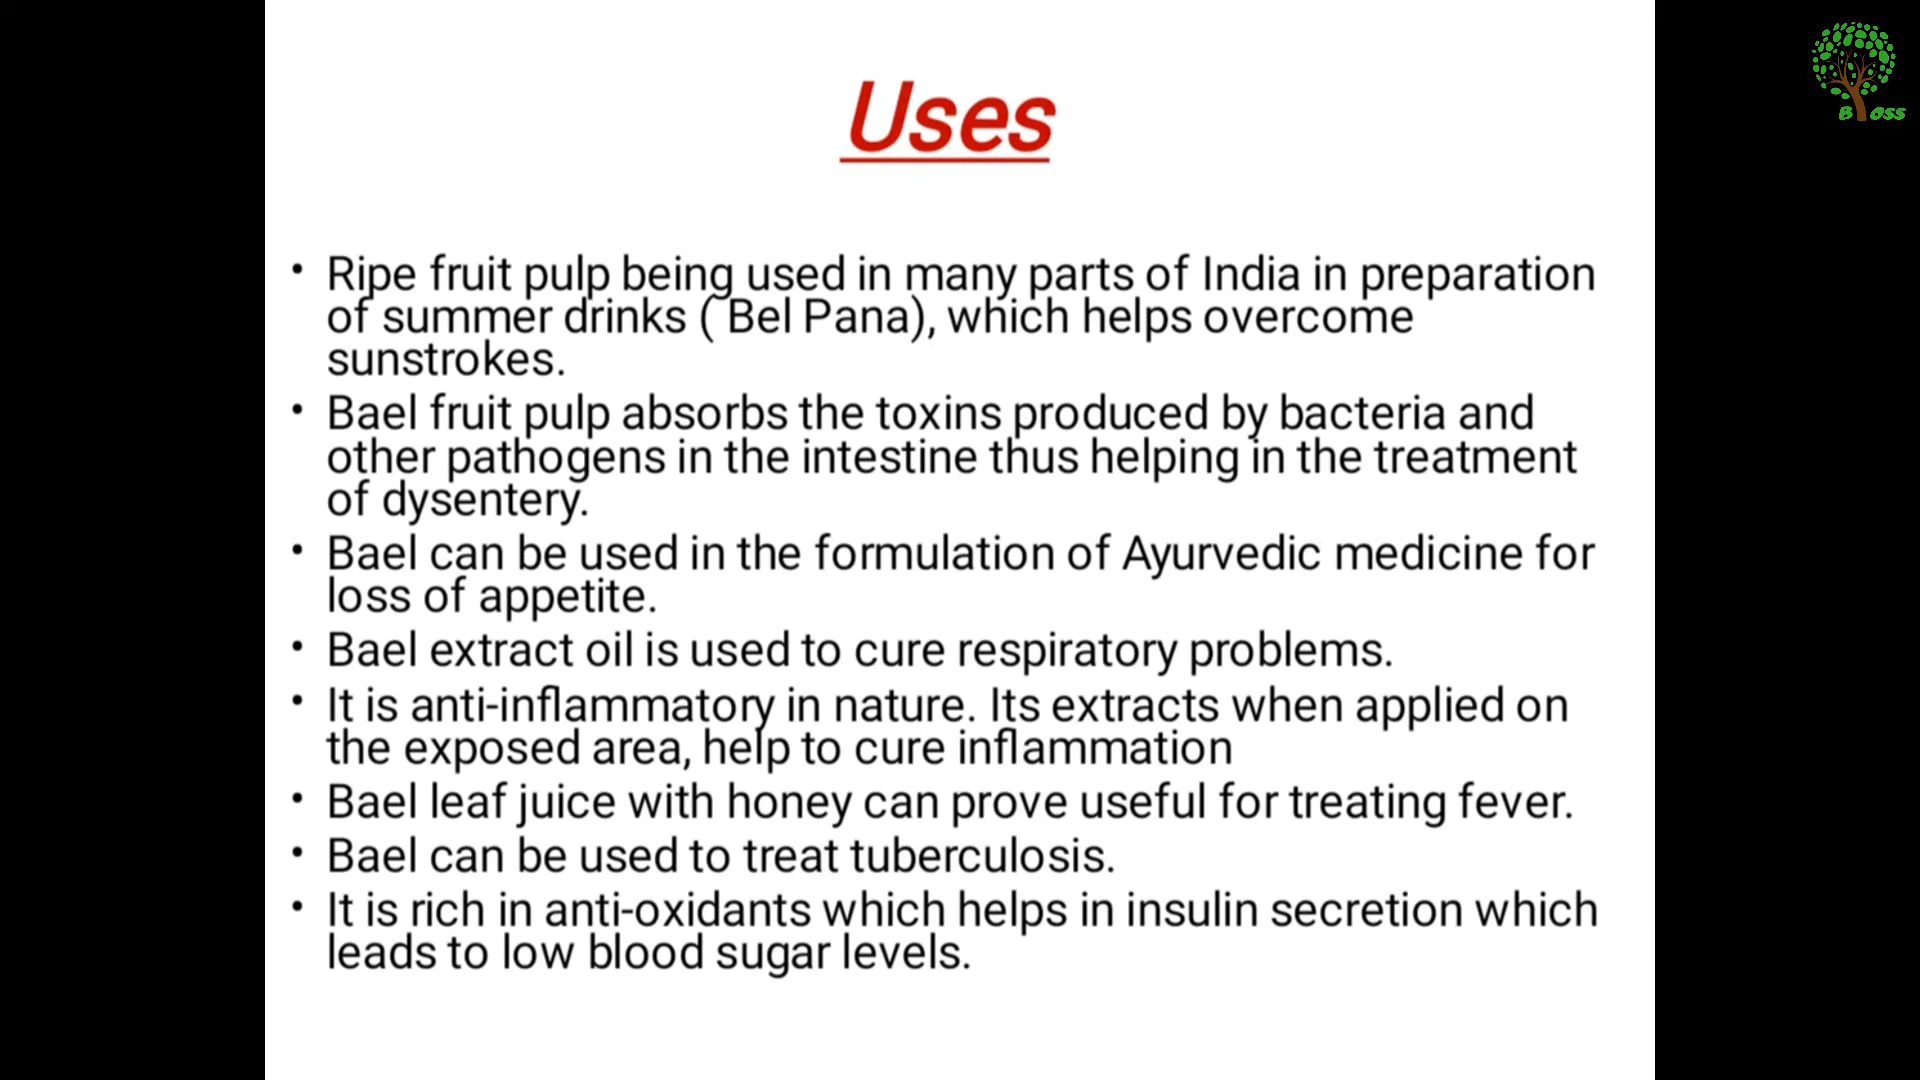 Uses
• Ripe fruit pulp being used in many parts of India in preparation
of summer drinks ( Bel Pana), which helps overcome
sunstrokes.
• Bael fruit pulp absorbs the toxins produced by bacteria and
other pathogens in the intestine thus helping in the treatment
of dysentery.
• Bael can be used in the formulation of Ayurvedic medicine for
loss of appetite.
• Bael extract oil is used to cure respiratory problems.
• It is anti-inflammatory in nature. Its extracts when applied on
the exposed area, help to cure inflammation
• Bael leaf juice with honey can prove useful for treating fever.
• Bael can be used to treat tuberculosis.
• It is rich in anti-oxidants which helps in insulin secretion which
leads to low blood sugar levels.